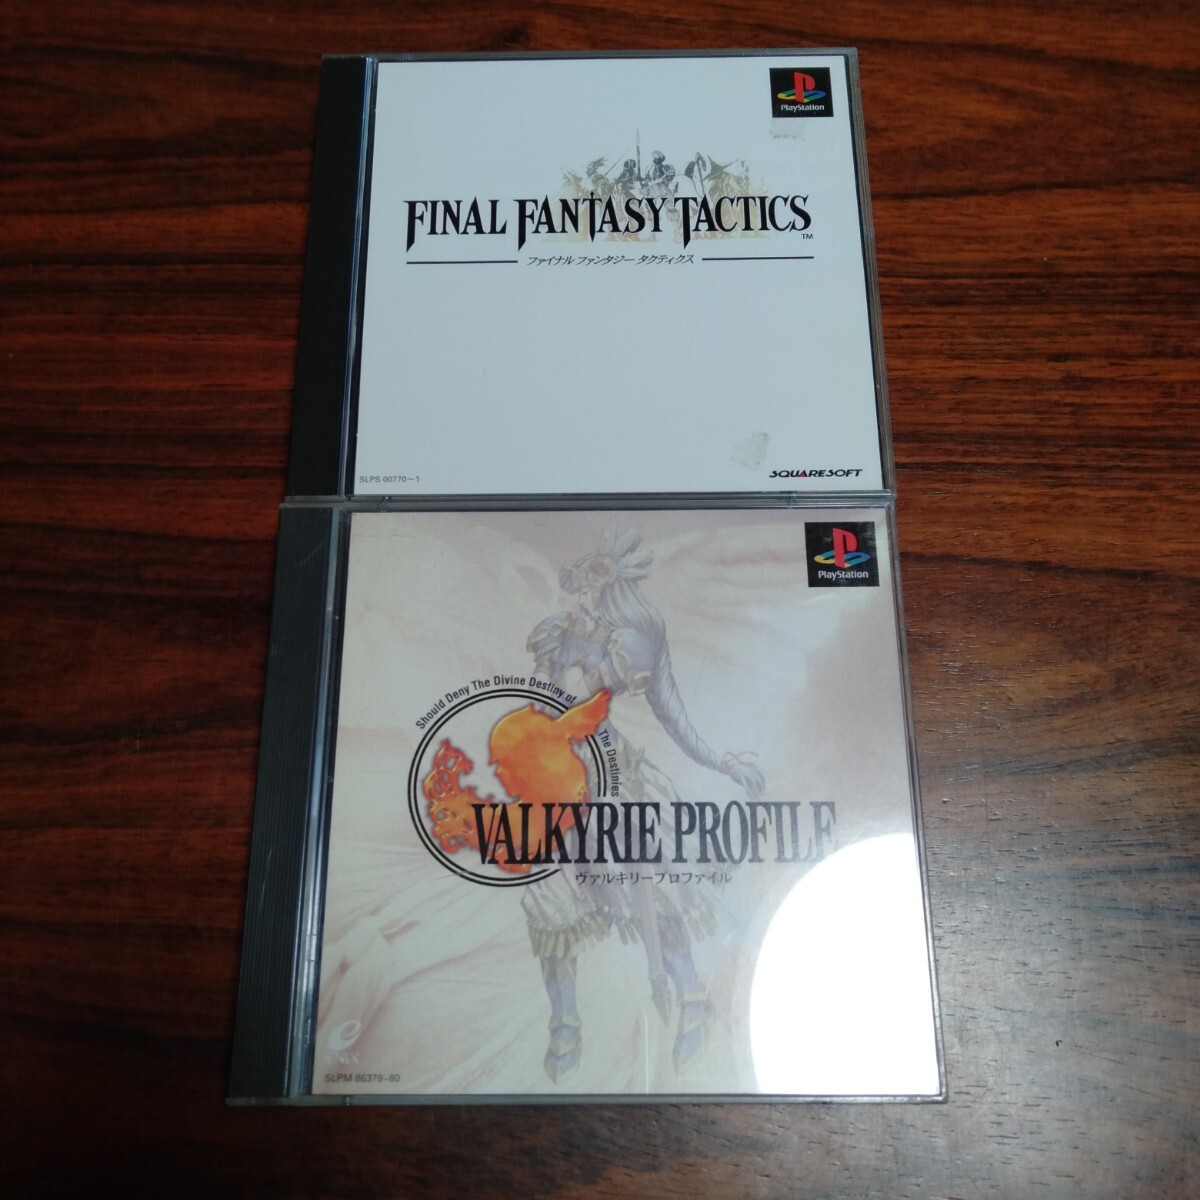 PlayStation
FINAL FANTASY TACTICS
TM
ファイナルファンタジータクティクス
SLPS 00770~1
SQUARESOFT
PlayStation
Should Deny The Divine Destiny of
The Destinies
VALKYRIE PROFILE
ヴァルキリープロファイル
ENIX
SLPM 86379~80